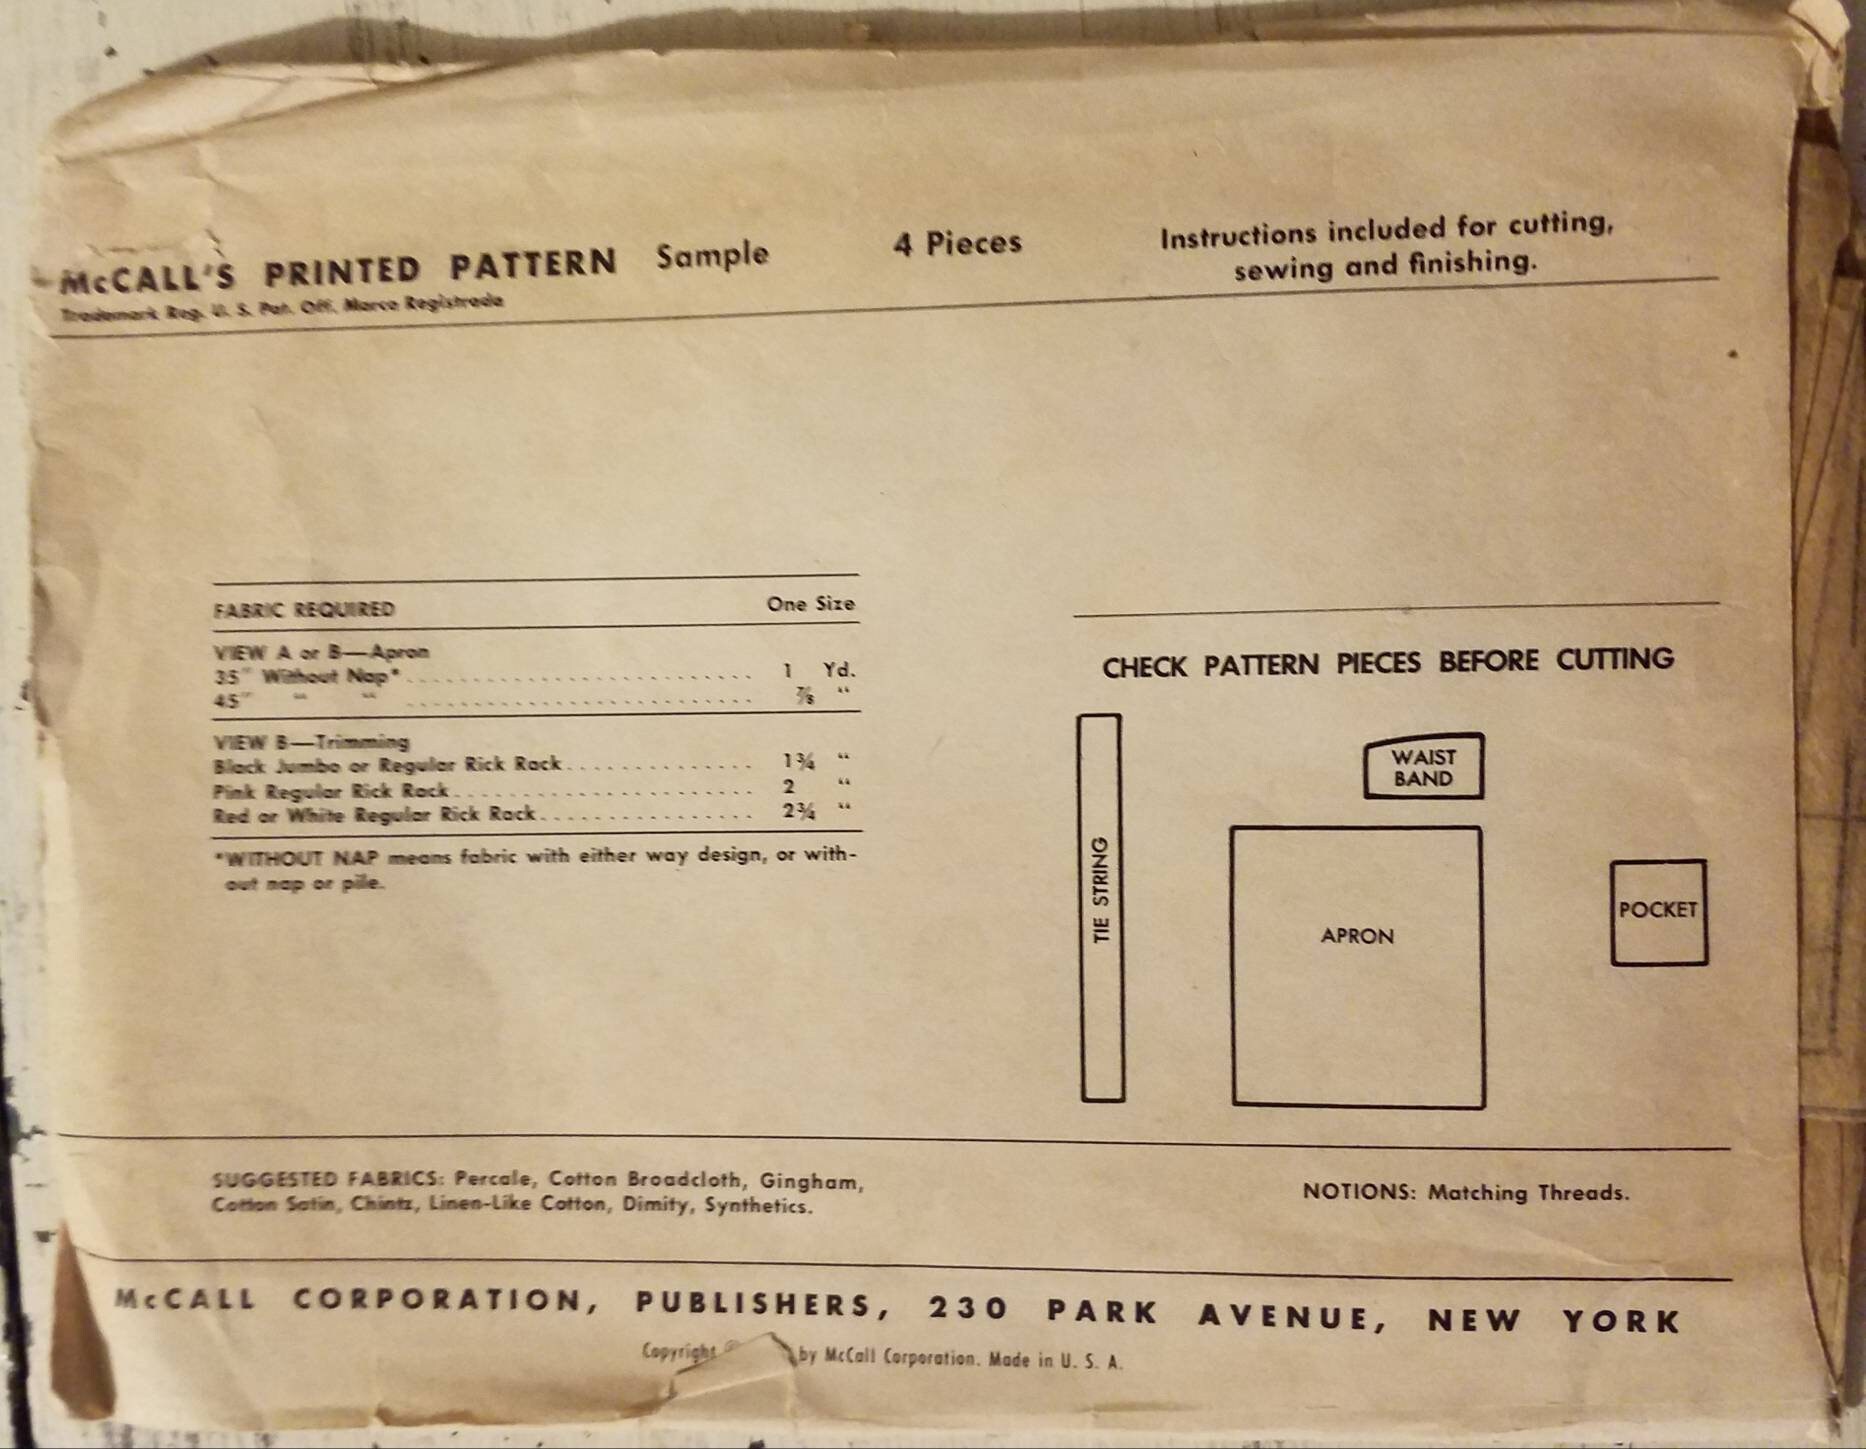 McCALL'S PRINTED PATTERN Sample 4 Pieces
Instructions included for cutting,
sewing and finishing.
Trademark Reg. U. S. Pat. Off. Marca Registrada
FABRIC REQUIRED One Size
VIEW A or B—Apron
35" Without Nap* 1 Yd.
45" " " ⅞ "
VIEW B—Trimming
Black Jumbo or Regular Rick Rack 1¾ "
Pink Regular Rick Rack 2 "
Red or White Regular Rick Rack 2¾ "
*WITHOUT NAP means fabric with either way design, or with-
out nap or pile.
CHECK PATTERN PIECES BEFORE CUTTING
TIE STRING
WAIST
BAND
APRON
POCKET
SUGGESTED FABRICS: Percale, Cotton Broadcloth, Gingham,
Cotton Satin, Chintz, Linen-Like Cotton, Dimity, Synthetics.
NOTIONS: Matching Threads.
McCALL CORPORATION, PUBLISHERS, 230 PARK AVENUE, NEW YORK
Copyright by McCall Corporation. Made in U. S. A.